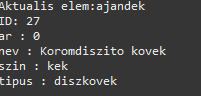 Aktualis elem:ajandek
ID: 27
ar : 0
nev : Koromdiszito kovek
szin : kek
tipus : diszkovek